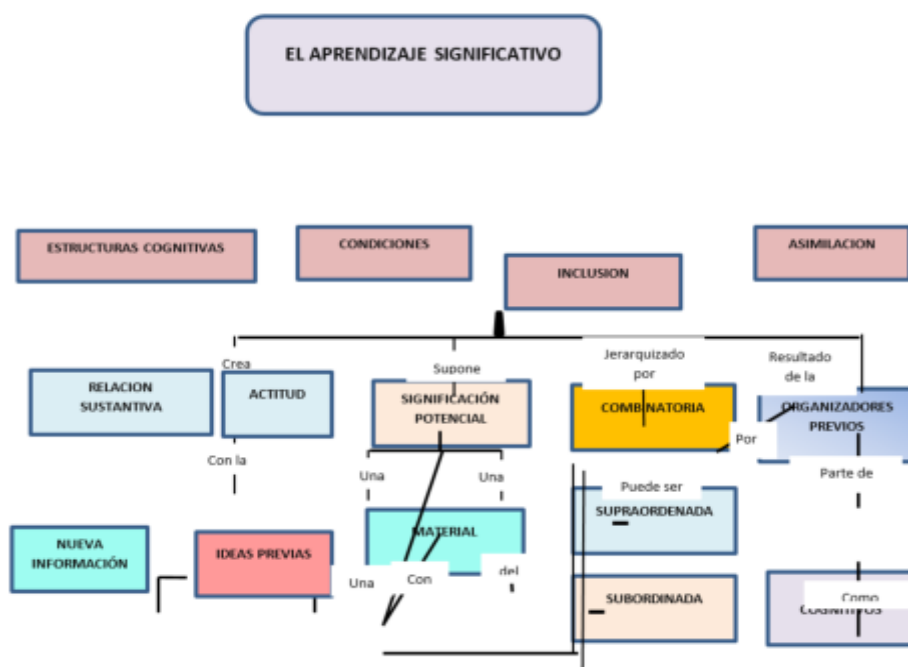 EL APRENDIZAJE SIGNIFICATIVO
ESTRUCTURAS COGNITIVAS
CONDICIONES
INCLUSION
ASIMILACION
Crea
Supone
Jerarquizado
por
Resultado
de la
RELACION
SUSTANTIVA
ACTITUD
SIGNIFICACIÓN
POTENCIAL
COMBINATORIA
ORGANIZADORES
PREVIOS
Por
Con la
Una
Una
Puede ser
Parte de
SUPRAORDENADA
NUEVA
INFORMACIÓN
IDEAS PREVIAS
MATERIAL
Una
Con
del
SUBORDINADA
Como
COGNITIVOS